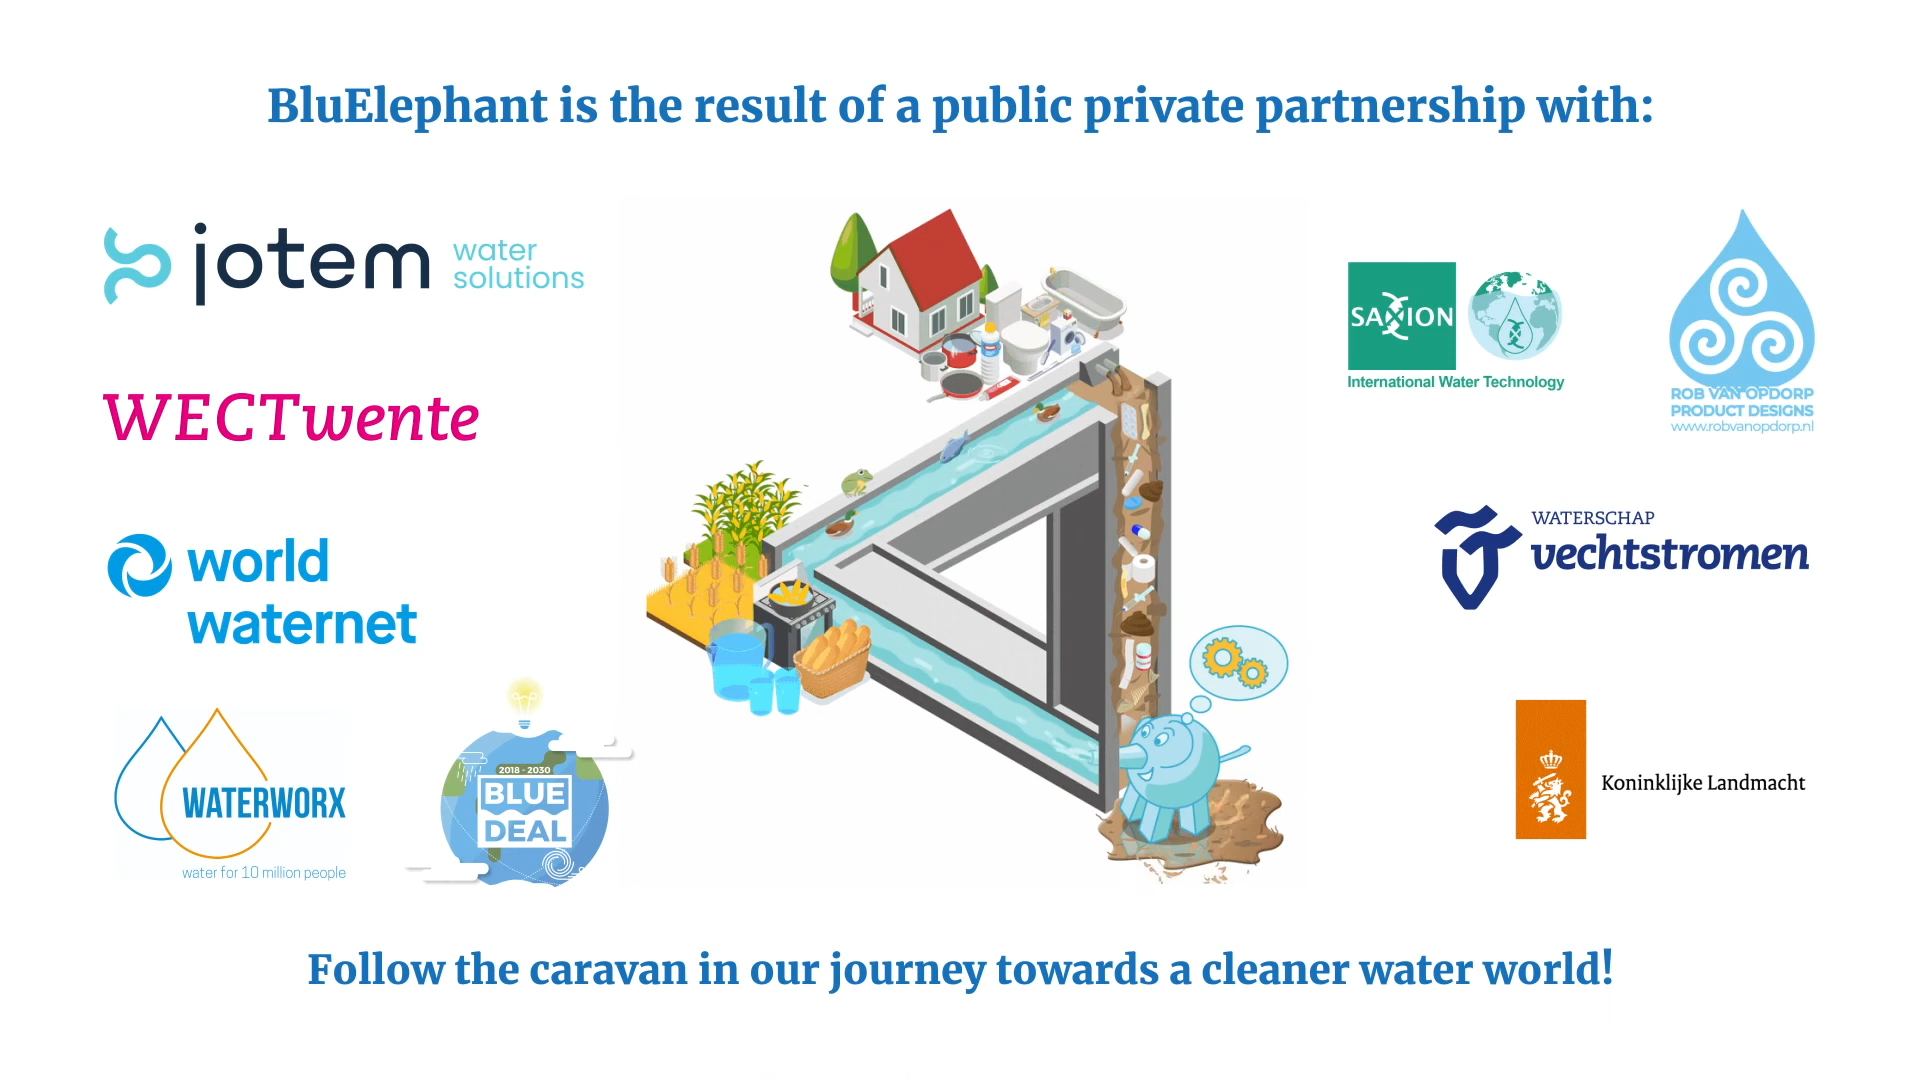 BluElephant is the result of a public private partnership with:
jotem
water
solutions
WECTwente
world
waternet
WATERWORX
water for 10 million people
2018 - 2030
BLUE
DEAL
SAXION
International Water Technology
ROB VAN OPDORP
PRODUCT DESIGNS
www.robvanopdorp.nl
WATERSCHAP
vechtstromen
Koninklijke Landmacht
Follow the caravan in our journey towards a cleaner water world!